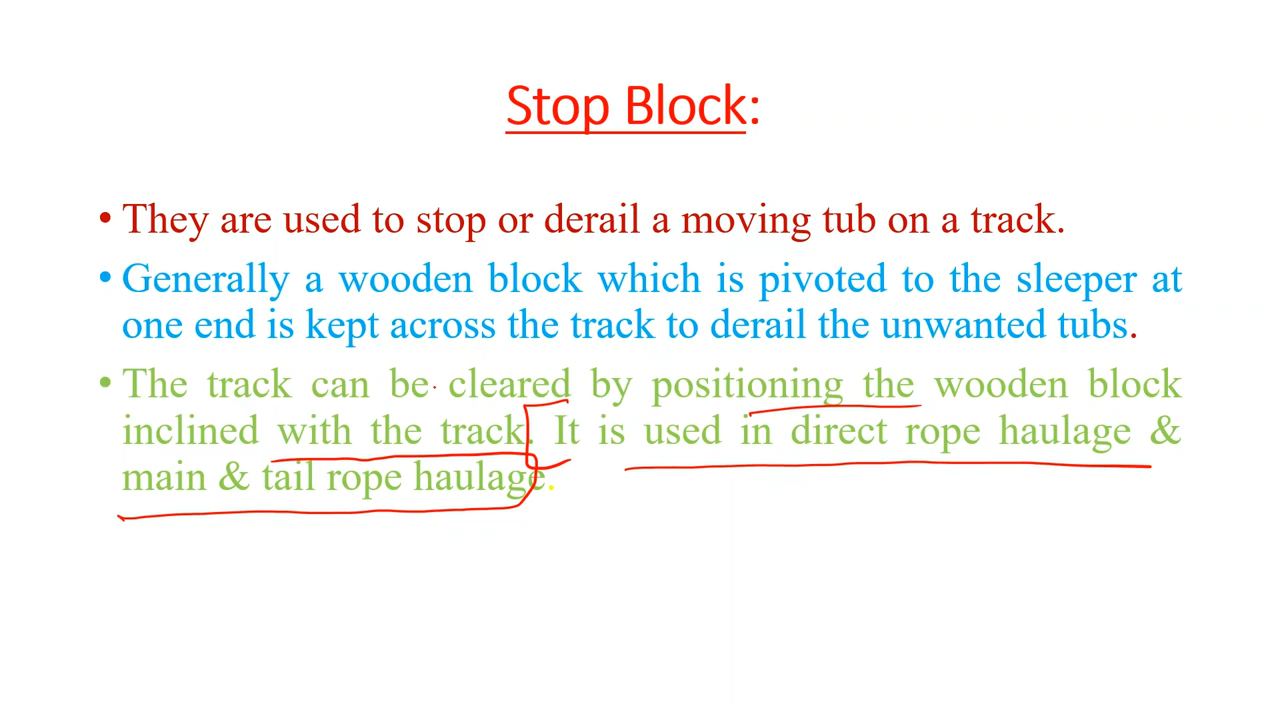 Stop Block:
• They are used to stop or derail a moving tub on a track.
• Generally a wooden block which is pivoted to the sleeper at
one end is kept across the track to derail the unwanted tubs.
• The track can be cleared by positioning the wooden block
inclined with the track. It is used in direct rope haulage &
main & tail rope haulage.